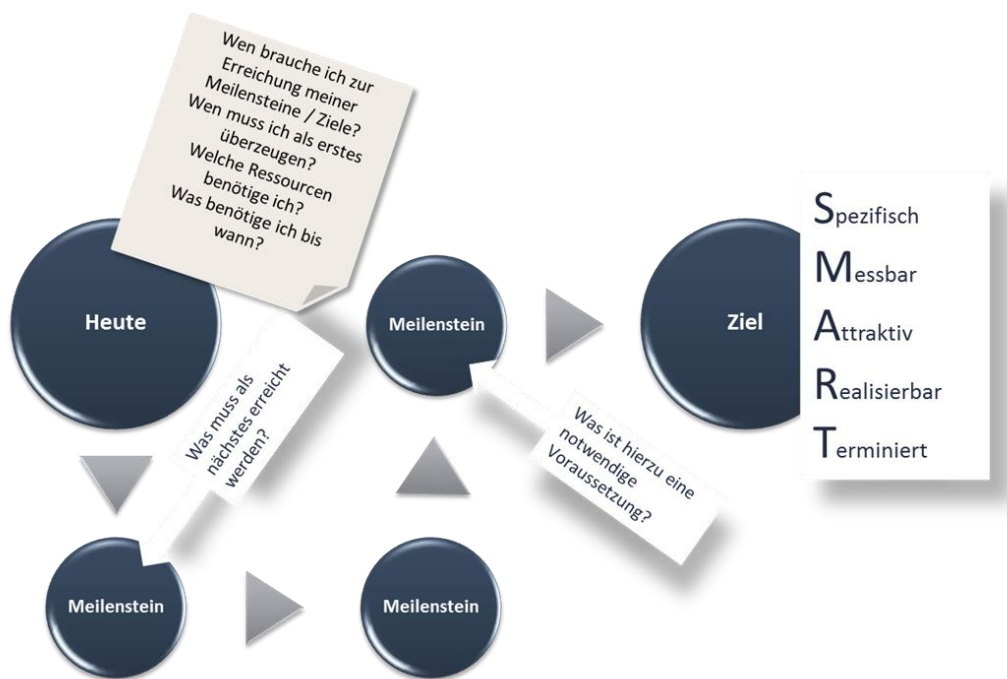 Wen brauche ich zur
Erreichung meiner
Meilensteine / Ziele?
Wen muss ich als erstes
überzeugen?
Welche Ressourcen
benötige ich?
Was benötige ich bis
wann?
Heute
Meilenstein
Ziel
Spezifisch
Messbar
Attraktiv
Realisierbar
Terminiert
Was muss als
nächstes erreicht
werden?
Was ist hierzu eine
notwendige
Voraussetzung?
Meilenstein
Meilenstein